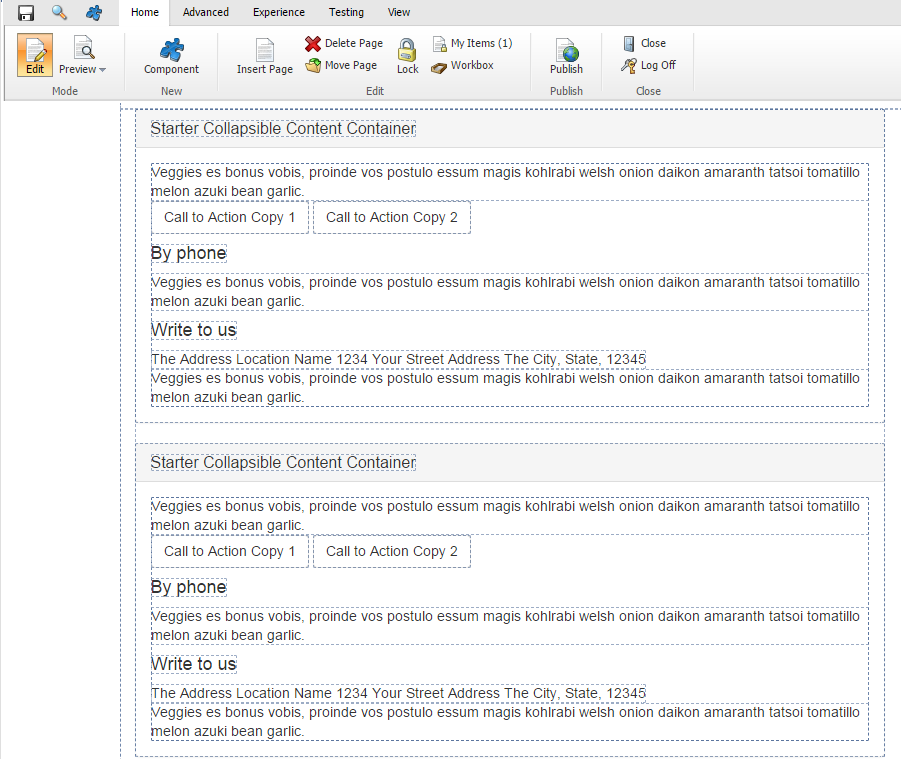 Home Advanced Experience Testing View
Edit Preview Component Insert Page Delete Page Move Page Lock My Items (1) Workbox Publish Close Log Off
Mode New Edit Publish Close
Starter Collapsible Content Container
Veggies es bonus vobis, proinde vos postulo essum magis kohlrabi welsh onion daikon amaranth tatsoi tomatillo
melon azuki bean garlic.
Call to Action Copy 1 Call to Action Copy 2
By phone
Veggies es bonus vobis, proinde vos postulo essum magis kohlrabi welsh onion daikon amaranth tatsoi tomatillo
melon azuki bean garlic.
Write to us
The Address Location Name 1234 Your Street Address The City, State, 12345
Veggies es bonus vobis, proinde vos postulo essum magis kohlrabi welsh onion daikon amaranth tatsoi tomatillo
melon azuki bean garlic.
Starter Collapsible Content Container
Veggies es bonus vobis, proinde vos postulo essum magis kohlrabi welsh onion daikon amaranth tatsoi tomatillo
melon azuki bean garlic.
Call to Action Copy 1 Call to Action Copy 2
By phone
Veggies es bonus vobis, proinde vos postulo essum magis kohlrabi welsh onion daikon amaranth tatsoi tomatillo
melon azuki bean garlic.
Write to us
The Address Location Name 1234 Your Street Address The City, State, 12345
Veggies es bonus vobis, proinde vos postulo essum magis kohlrabi welsh onion daikon amaranth tatsoi tomatillo
melon azuki bean garlic.